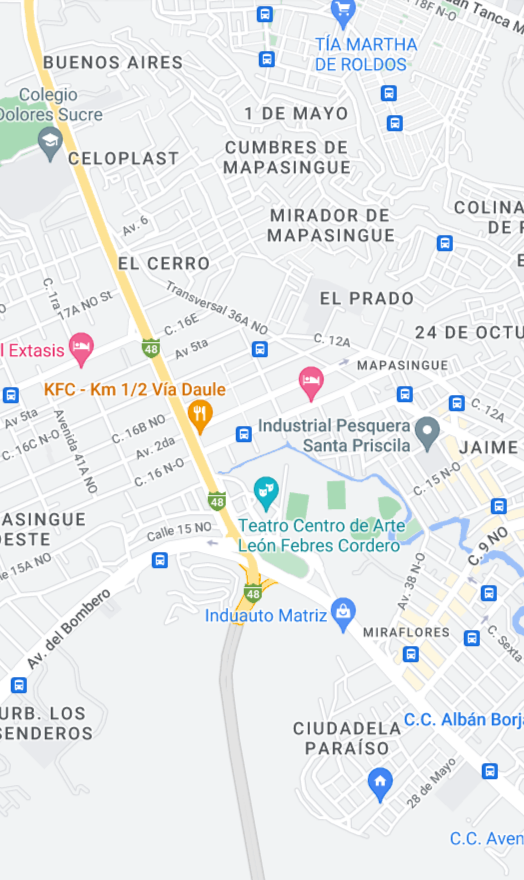 18F N-O
uan Tanca M
TÍA MARTHA
DE ROLDOS
BUENOS AIRES
Colegio
Dolores Sucre
1 DE MAYO
CELOPLAST
CUMBRES DE
MAPASINGUE
COLINA
DE F
MIRADOR DE
MAPASINGUE
Av. 6
E
EL CERRO
C. 1ra
17A NO St
Transversal 36A NO
EL PRADO
C. 16E
24 DE OCTU
C. 12A
l Extasis
48
Av 5ta
MAPASINGUE
KFC - Km 1/2 Vía Daule
Av 5ta
C. 12A
C. 16B NO
Industrial Pesquera
Santa Priscila
C. 16C N-O
Avenida 41A NO
Av. 2da
JAIME
C. 16 N-O
C. 15 N-O
48
ASINGUE
OESTE
Calle 15 NO
Teatro Centro de Arte
León Febres Cordero
C. 9 NO
le 15A NO
Av. 38 N-O
48
Av. del Bombero
Induauto Matriz
MIRAFLORES
C. Sexta
URB. LOS
SENDEROS
CIUDADELA
PARAÍSO
C.C. Albán Borja
28 de Mayo
C.C. Aven